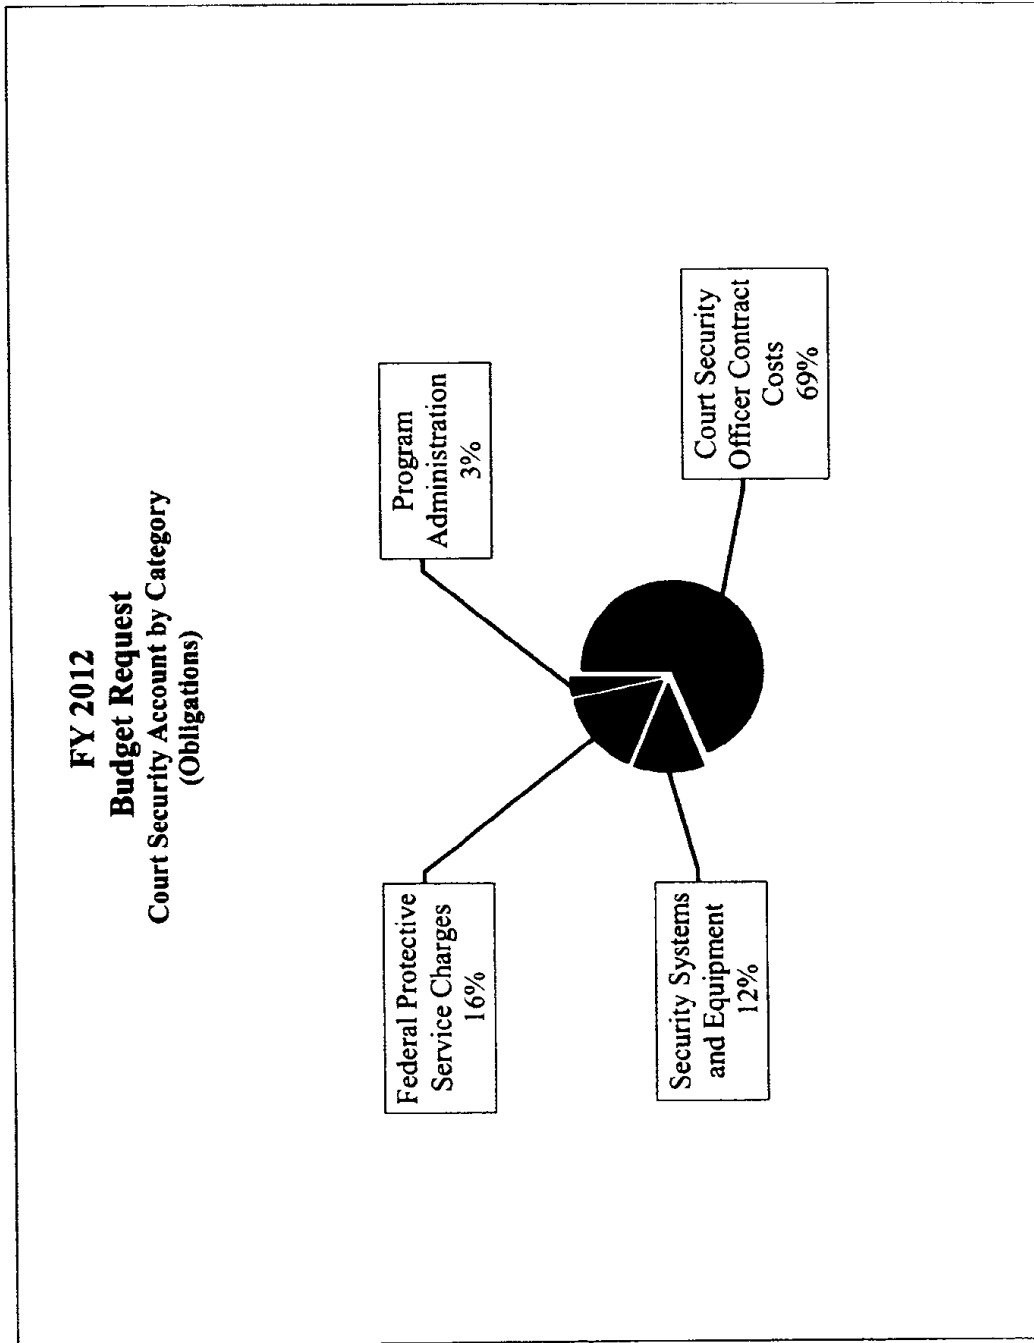 FY 2012
Budget Request
Court Security Account by Category
(Obligations)
Federal Protective
Service Charges
16%
Program
Administration
3%
Security Systems
and Equipment
12%
Court Security
Officer Contract
Costs
69%